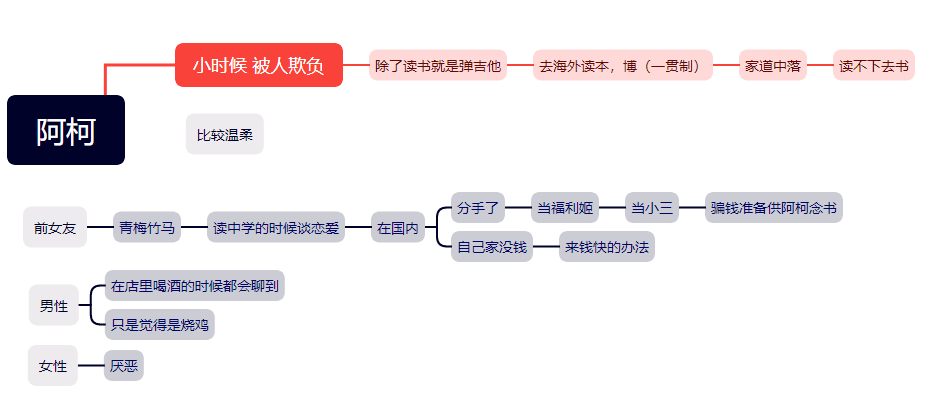 小时候 被人欺负
除了读书就是弹吉他
去海外读本，博（一贯制）
家道中落
读不下去书
阿柯
比较温柔
前女友
青梅竹马
读中学的时候谈恋爱
在国内
分手了
当福利姬
当小三
骗钱准备供阿柯念书
自己家没钱
来钱快的办法
男性
在店里喝酒的时候都会聊到
只是觉得是烧鸡
女性
厌恶